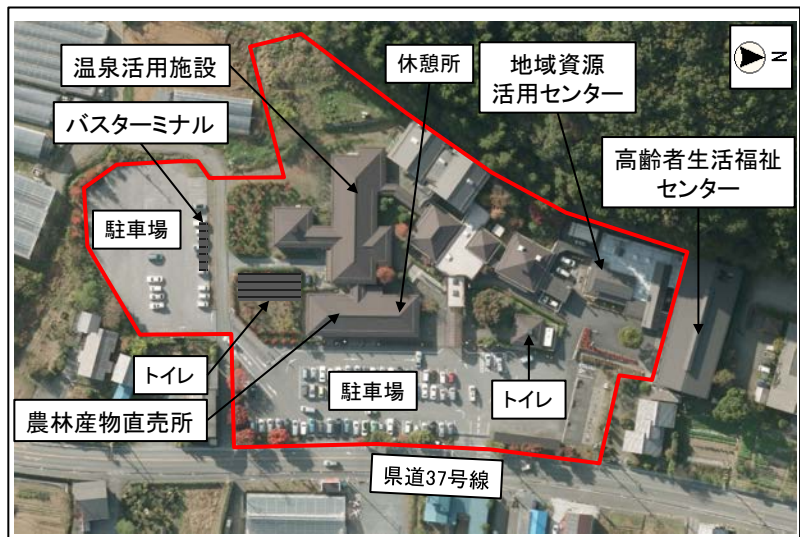 温泉活用施設
休憩所
地域資源
活用センター
N
バスターミナル
高齢者生活福祉
センター
駐車場
トイレ
駐車場
トイレ
農林産物直売所
県道37号線